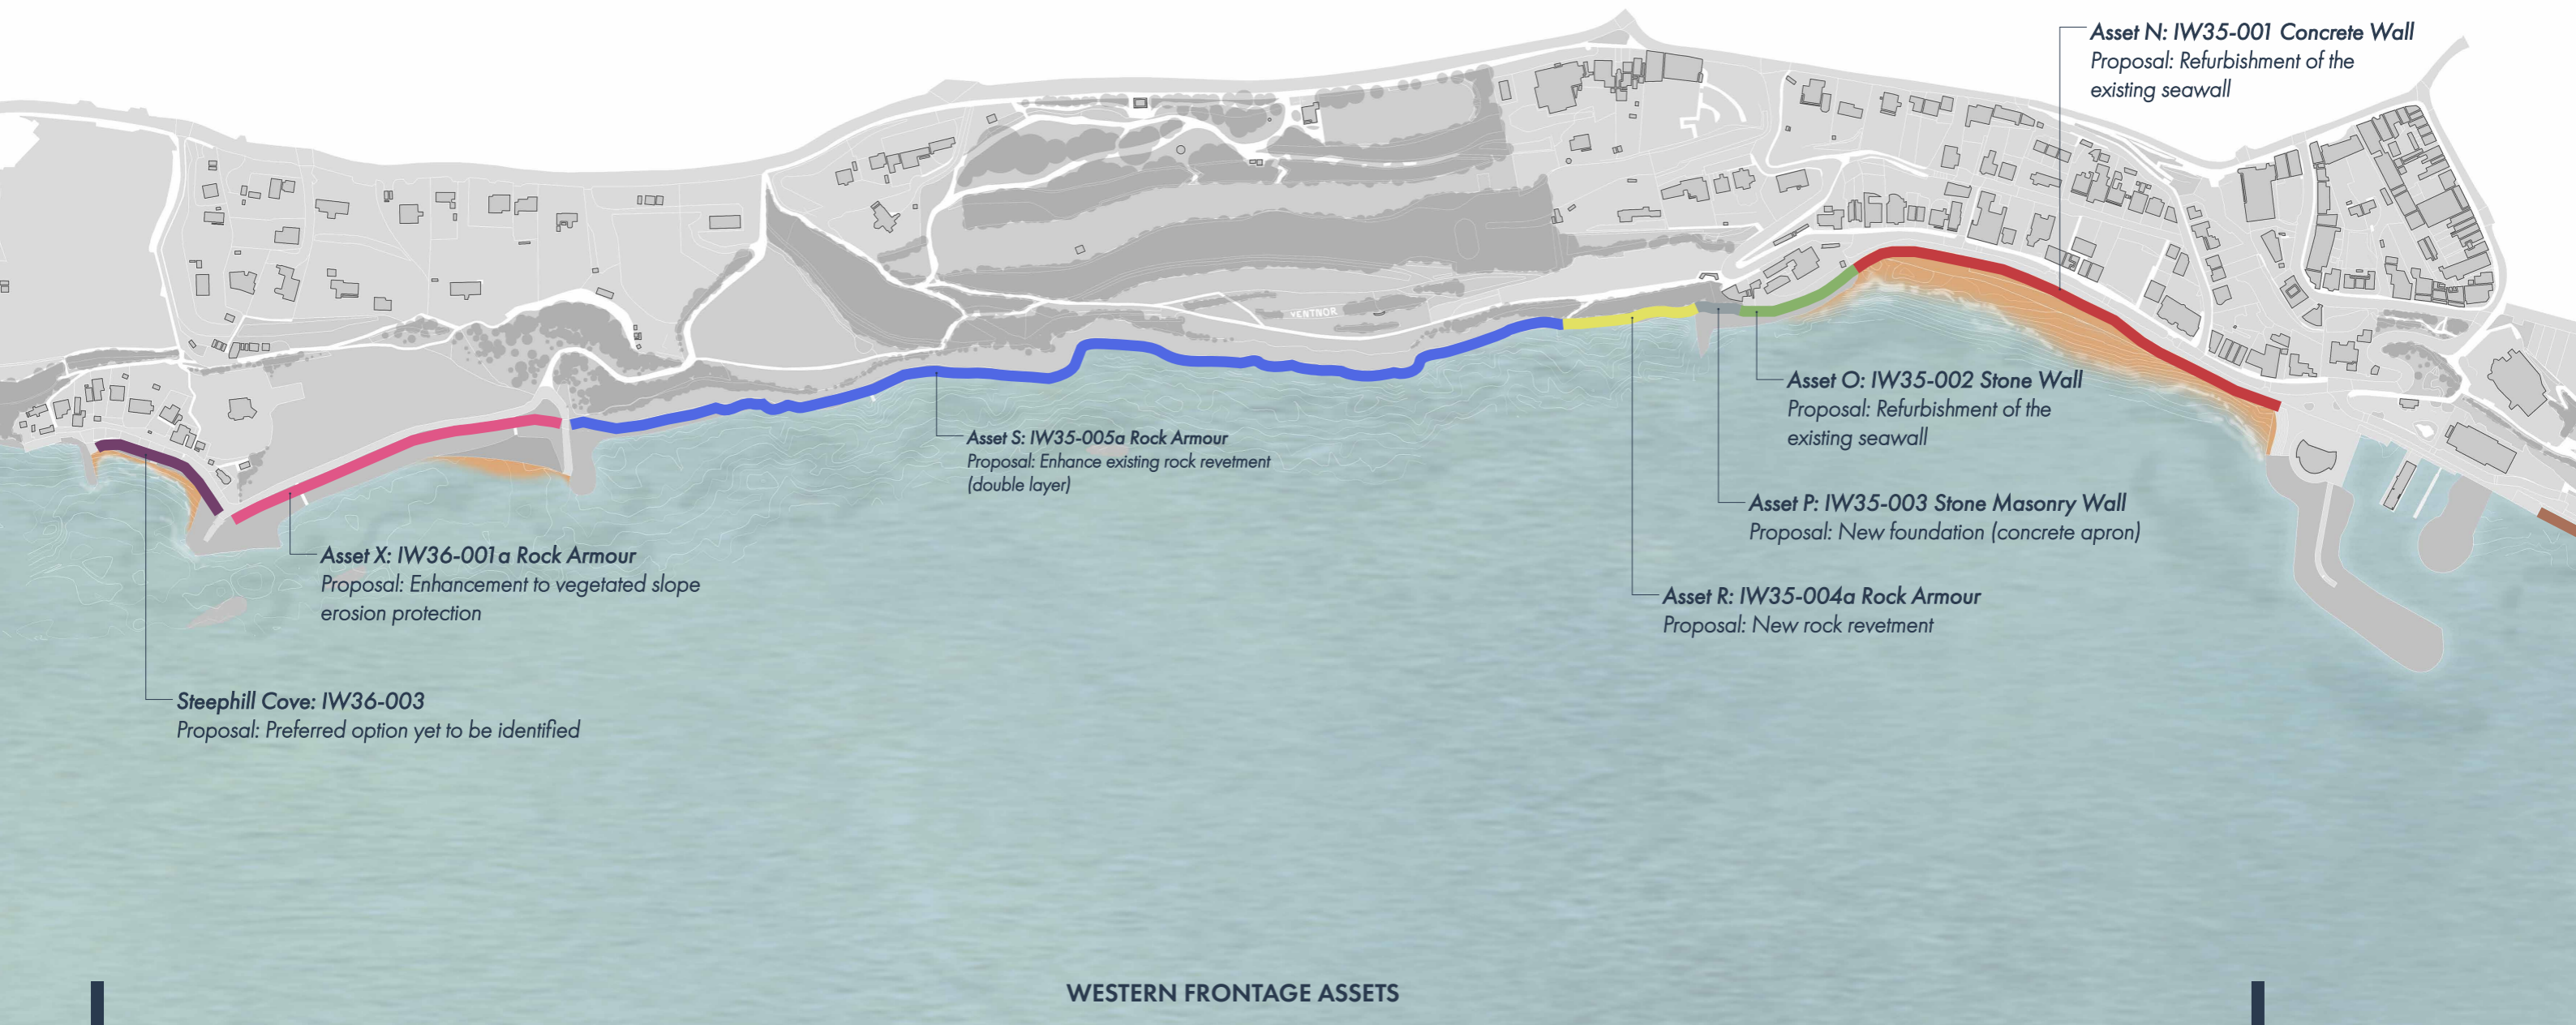 Asset N: IW35-001 Concrete Wall
Proposal: Refurbishment of the
existing seawall
VENTNOR
Asset O: IW35-002 Stone Wall
Proposal: Refurbishment of the
existing seawall
Asset S: IW35-005a Rock Armour
Proposal: Enhance existing rock revetment
(double layer)
Asset P: IW35-003 Stone Masonry Wall
Proposal: New foundation (concrete apron)
Asset X: IW36-001a Rock Armour
Proposal: Enhancement to vegetated slope
erosion protection
Asset R: IW35-004a Rock Armour
Proposal: New rock revetment
Steephill Cove: IW36-003
Proposal: Preferred option yet to be identified
WESTERN FRONTAGE ASSETS